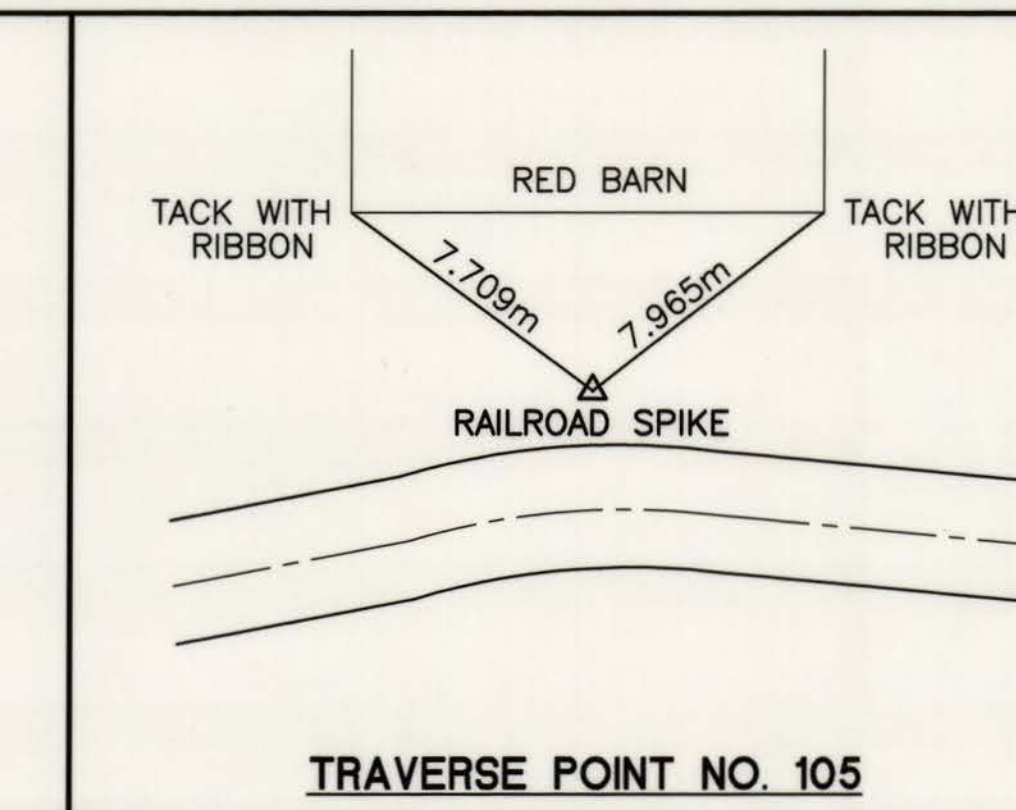 RED BARN
TACK WITH
RIBBON
TACK WITH
RIBBON
7.709m
7.965m
RAILROAD SPIKE
TRAVERSE POINT NO. 105